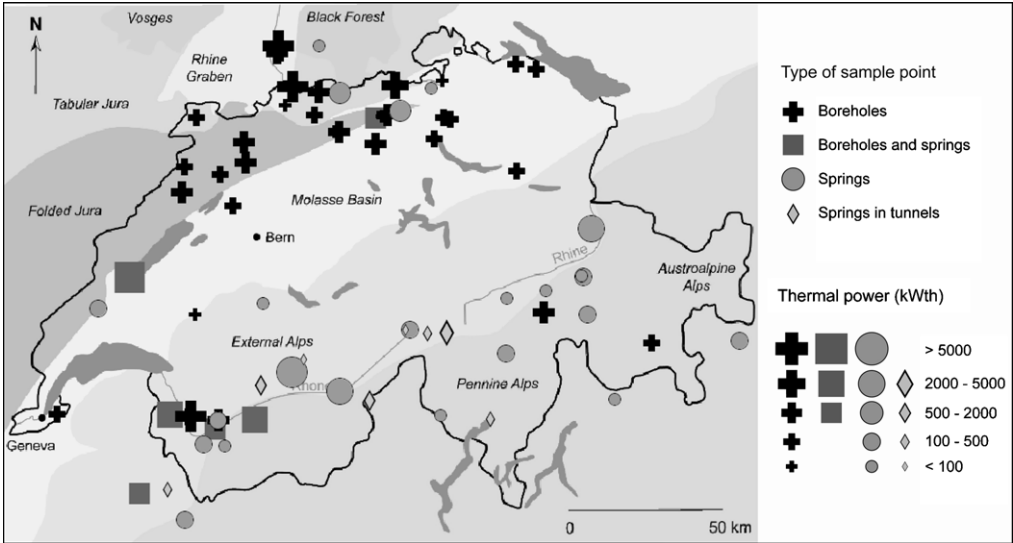 Vosges
Black Forest
N
Rhine
Graben
Tabular Jura
Folded Jura
Molasse Basin
Bern
Rhine
Austroalpine
Alps
External Alps
Rhone
Pennine Alps
Geneva
0
50 km
Type of sample point
Boreholes
Boreholes and springs
Springs
Springs in tunnels
Thermal power (kWth)
> 5000
2000 - 5000
500 - 2000
100 - 500
< 100